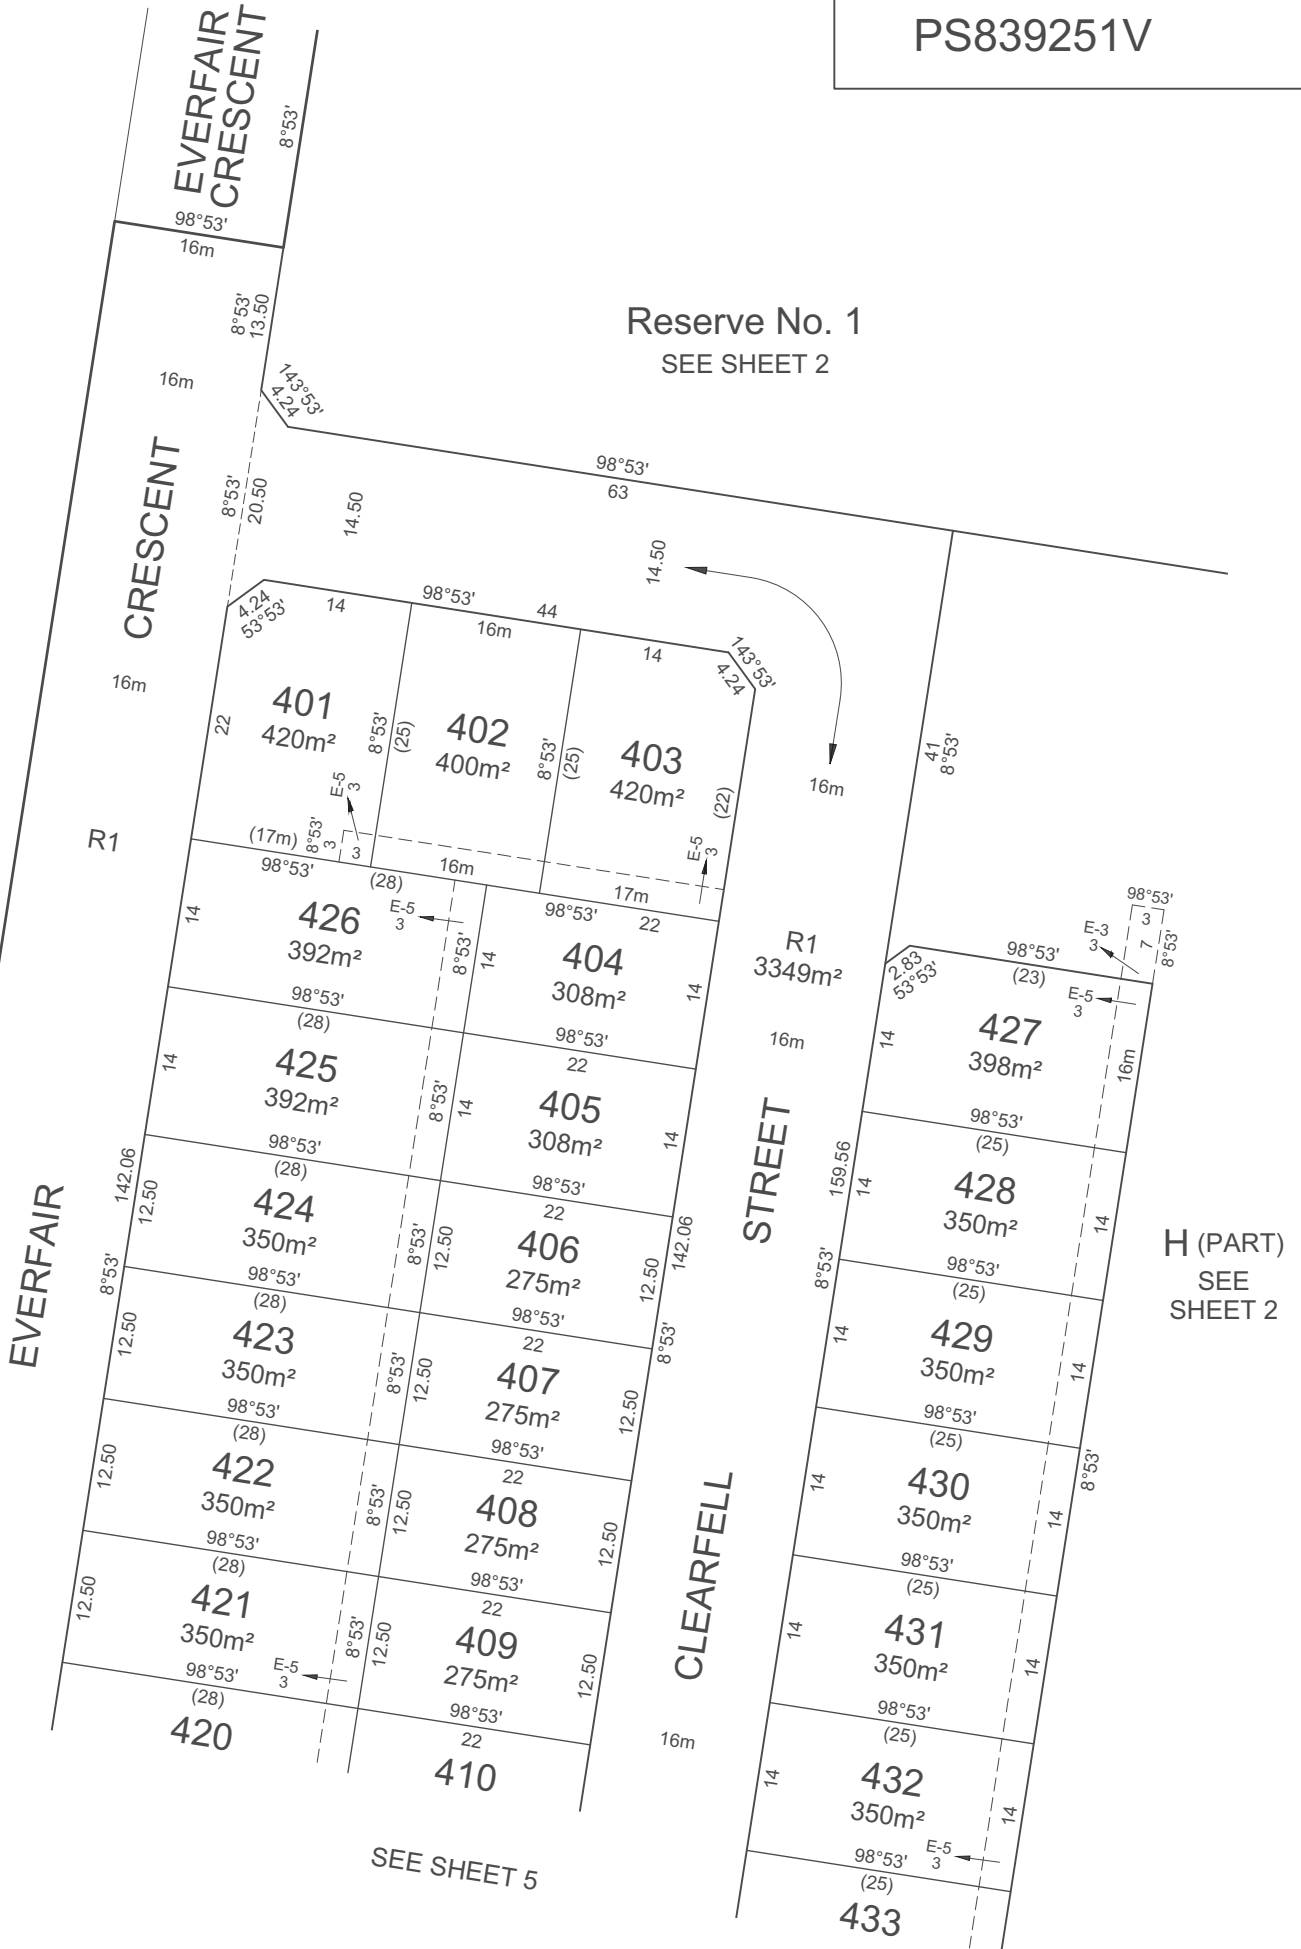 PS839251V
EVERFAIR
CRESCENT
8°53'
98°53'
16m
8°53'
13.50
Reserve No. 1
SEE SHEET 2
16m
143°53'
4.24
98°53'
63
CRESCENT
8°53'
20.50
14.50
14.50
4.24
53°53'
14
98°53'
44
16m
14
143°53'
4.24
16m
22
401
420m²
8°53'
(25)
402
400m²
8°53'
(25)
403
420m²
(22)
41
8°53'
16m
E-5
3
R1
(17m)
8°53'
3
3
98°53'
(28)
16m
E-5
3
17m
98°53'
22
14
426
392m²
E-5
3
8°53'
14
404
308m²
14
R1
3349m²
98°53'
3
7
8°53'
E-3
3
98°53'
(23)
2.83
53°53'
E-5
3
14
427
398m²
16m
98°53'
(28)
98°53'
22
16m
14
425
392m²
8°53'
14
405
308m²
14
STREET
98°53'
(25)
98°53'
(28)
98°53'
22
142.06
12.50
424
350m²
8°53'
12.50
406
275m²
12.50
142.06
159.56
14
428
350m²
14
H (PART)
SEE
SHEET 2
EVERFAIR
8°53'
98°53'
(28)
98°53'
22
8°53'
8°53'
98°53'
(25)
12.50
423
350m²
8°53'
12.50
407
275m²
12.50
14
429
350m²
14
98°53'
(28)
98°53'
22
98°53'
(25)
12.50
422
350m²
8°53'
12.50
408
275m²
12.50
CLEARFELL
14
430
350m²
14
8°53'
98°53'
(28)
98°53'
22
98°53'
(25)
12.50
421
350m²
E-5
3
8°53'
12.50
409
275m²
12.50
14
431
350m²
14
98°53'
(28)
98°53'
22
98°53'
(25)
420
410
16m
14
432
350m²
E-5
3
14
98°53'
(25)
SEE SHEET 5
433